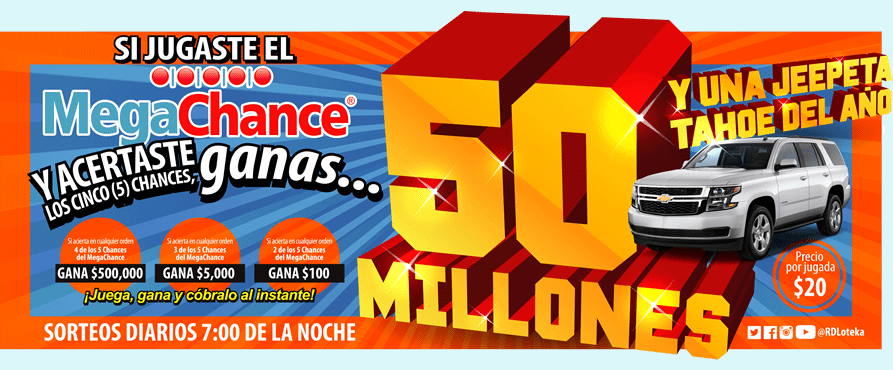 SI JUGASTE EL
MegaChance®
Y ACERTASTE
LOS CINCO (5) CHANCES,
ganas...
50
MILLONES
Y UNA JEEPETA
TAHOE DEL AÑO
Si acierta en cualquier orden
4 de los 5 Chances
del MegaChance
GANA $500,000
Si acierta en cualquier orden
3 de los 5 Chances
del MegaChance
GANA $5,000
Si acierta en cualquier orden
2 de los 5 Chances
del MegaChance
GANA $100
¡Juega, gana y cóbralo al instante!
SORTEOS DIARIOS 7:00 DE LA NOCHE
Precio
por jugada
$20
@RDLoteka